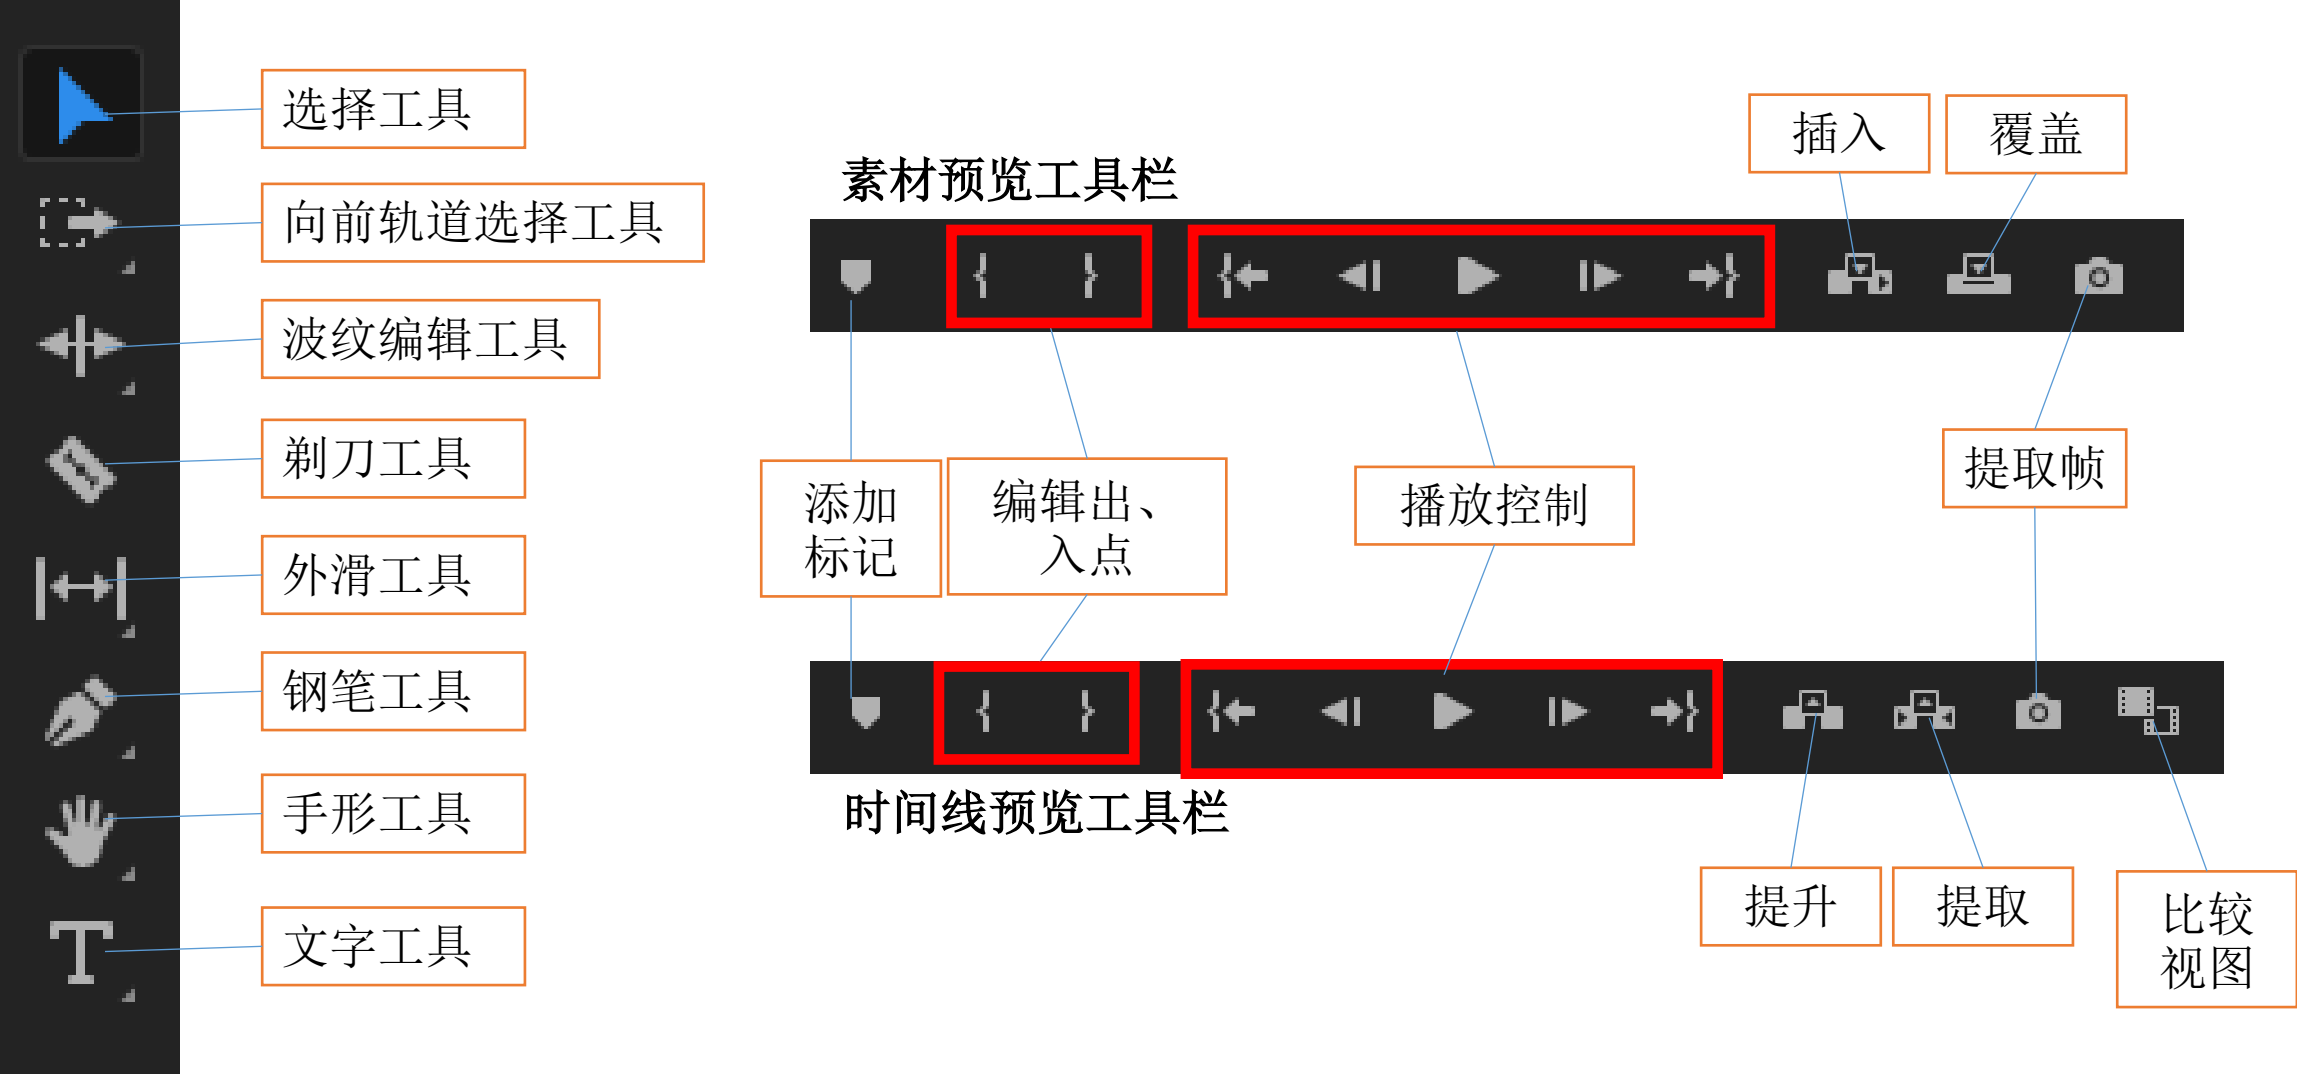 选择工具
向前轨道选择工具
波纹编辑工具
剃刀工具
外滑工具
钢笔工具
手形工具
文字工具
素材预览工具栏
插入
覆盖
添加
标记
编辑出、
入点
播放控制
提取帧
时间线预览工具栏
提升
提取
比较
视图